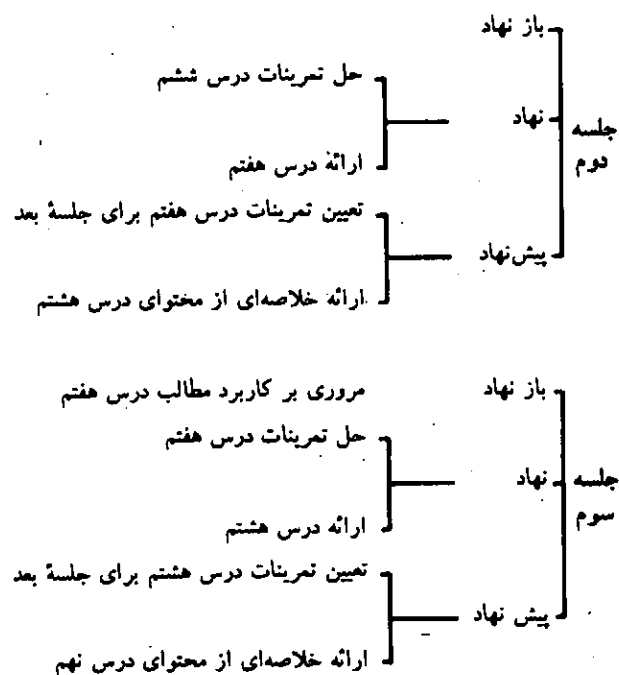 باز نهاد
حل تمرینات درس ششم
جلسه دوم
نهاد
ارائهٔ درس هفتم
تعیین تمرینات درس هفتم برای جلسهٔ بعد
پیش‌نهاد
ارائه خلاصه‌ای از محتوای درس هشتم
باز نهاد
مروری بر کاربرد مطالب درس هفتم
حل تمرینات درس هفتم
جلسه سوم
نهاد
ارائه درس هشتم
تعیین تمرینات درس هشتم برای جلسهٔ بعد
پیش نهاد
ارائه خلاصه‌ای از محتوای درس نهم